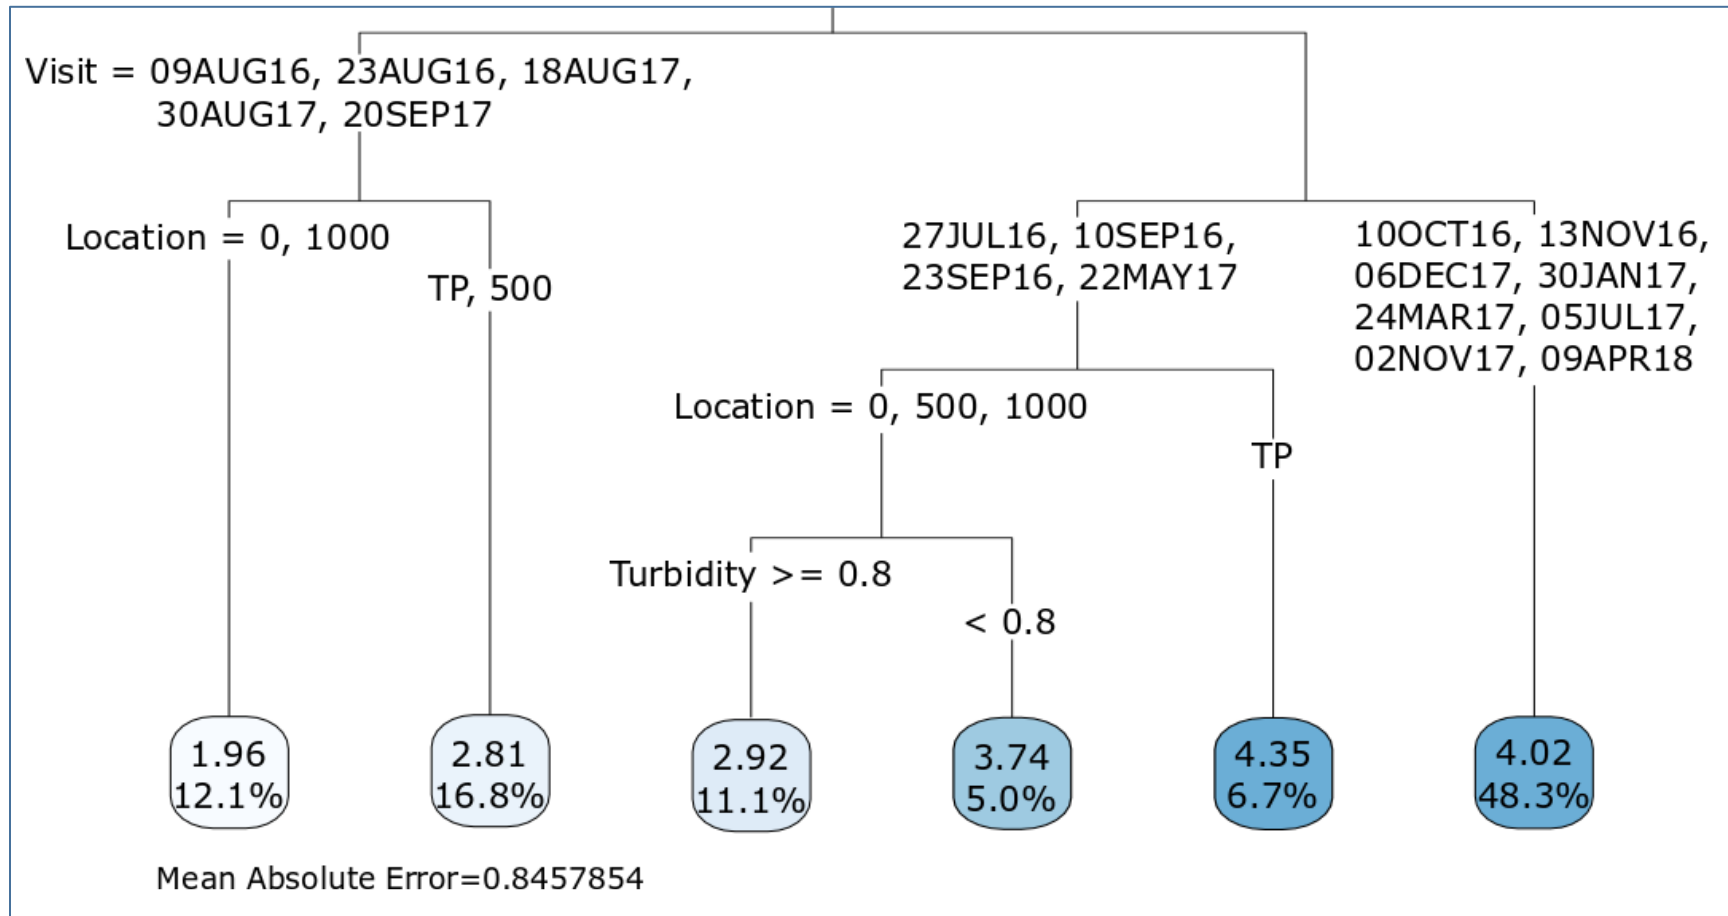 Visit = 09AUG16, 23AUG16, 18AUG17,
30AUG17, 20SEP17
Location = 0, 1000
TP, 500
27JUL16, 10SEP16,
23SEP16, 22MAY17
10OCT16, 13NOV16,
06DEC17, 30JAN17,
24MAR17, 05JUL17,
02NOV17, 09APR18
Location = 0, 500, 1000
TP
Turbidity >= 0.8
< 0.8
1.96
12.1%
2.81
16.8%
2.92
11.1%
3.74
5.0%
4.35
6.7%
4.02
48.3%
Mean Absolute Error=0.8457854